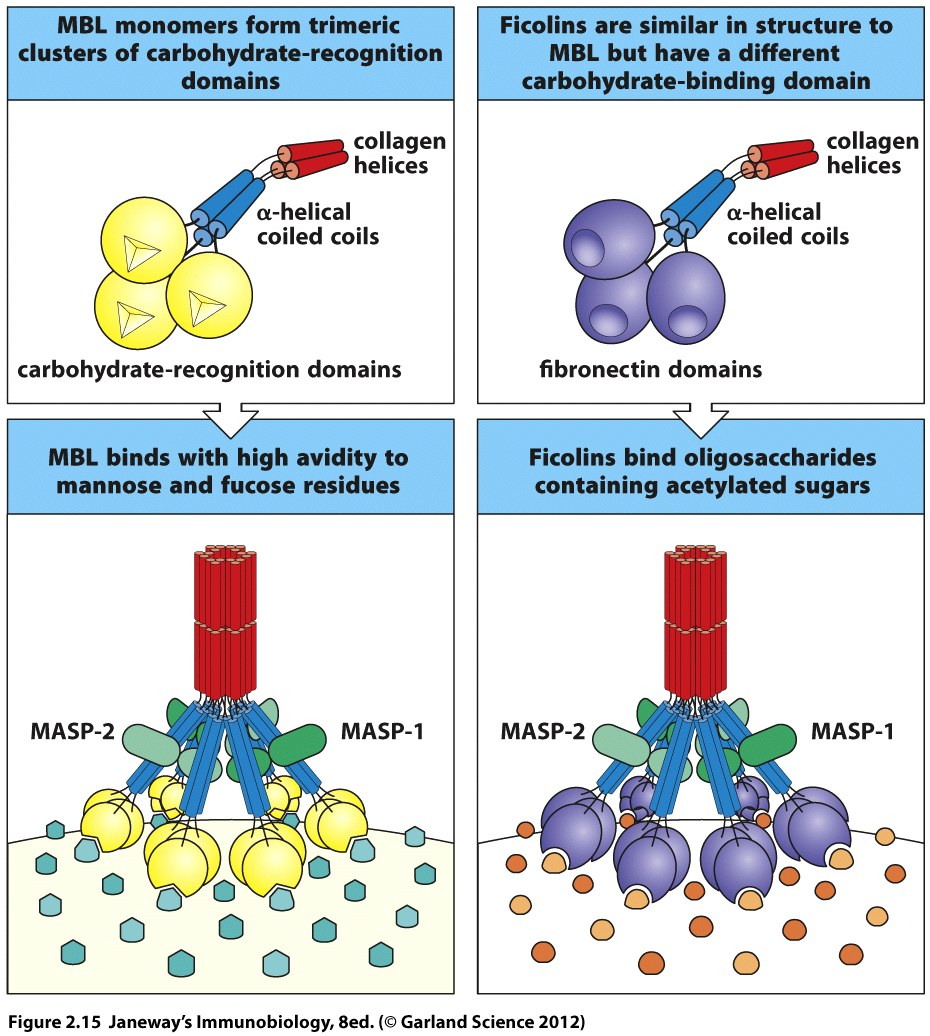 MBL monomers form trimeric
clusters of carbohydrate-recognition
domains
collagen
helices
α-helical
coiled coils
carbohydrate-recognition domains
Ficolins are similar in structure to
MBL but have a different
carbohydrate-binding domain
collagen
helices
α-helical
coiled coils
fibronectin domains
MBL binds with high avidity to
mannose and fucose residues
MASP-2
MASP-1
Ficolins bind oligosaccharides
containing acetylated sugars
MASP-2
MASP-1
Figure 2.15 Janeway’s Immunobiology, 8ed. (© Garland Science 2012)